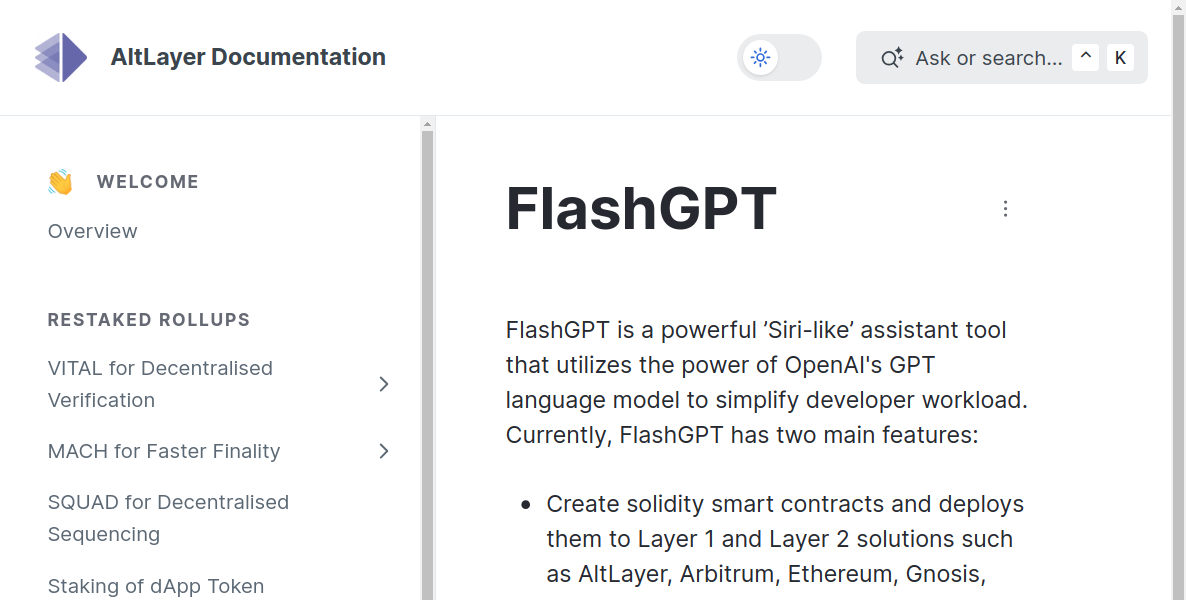 AltLayer Documentation
Ask or search... ^ K
WELCOME
Overview
RESTAKED ROLLUPS
VITAL for Decentralised
Verification
MACH for Faster Finality
SQUAD for Decentralised
Sequencing
Staking of dApp Token
FlashGPT
FlashGPT is a powerful ’Siri-like’ assistant tool
that utilizes the power of OpenAI's GPT
language model to simplify developer workload.
Currently, FlashGPT has two main features:
• Create solidity smart contracts and deploys
them to Layer 1 and Layer 2 solutions such
as AltLayer, Arbitrum, Ethereum, Gnosis,